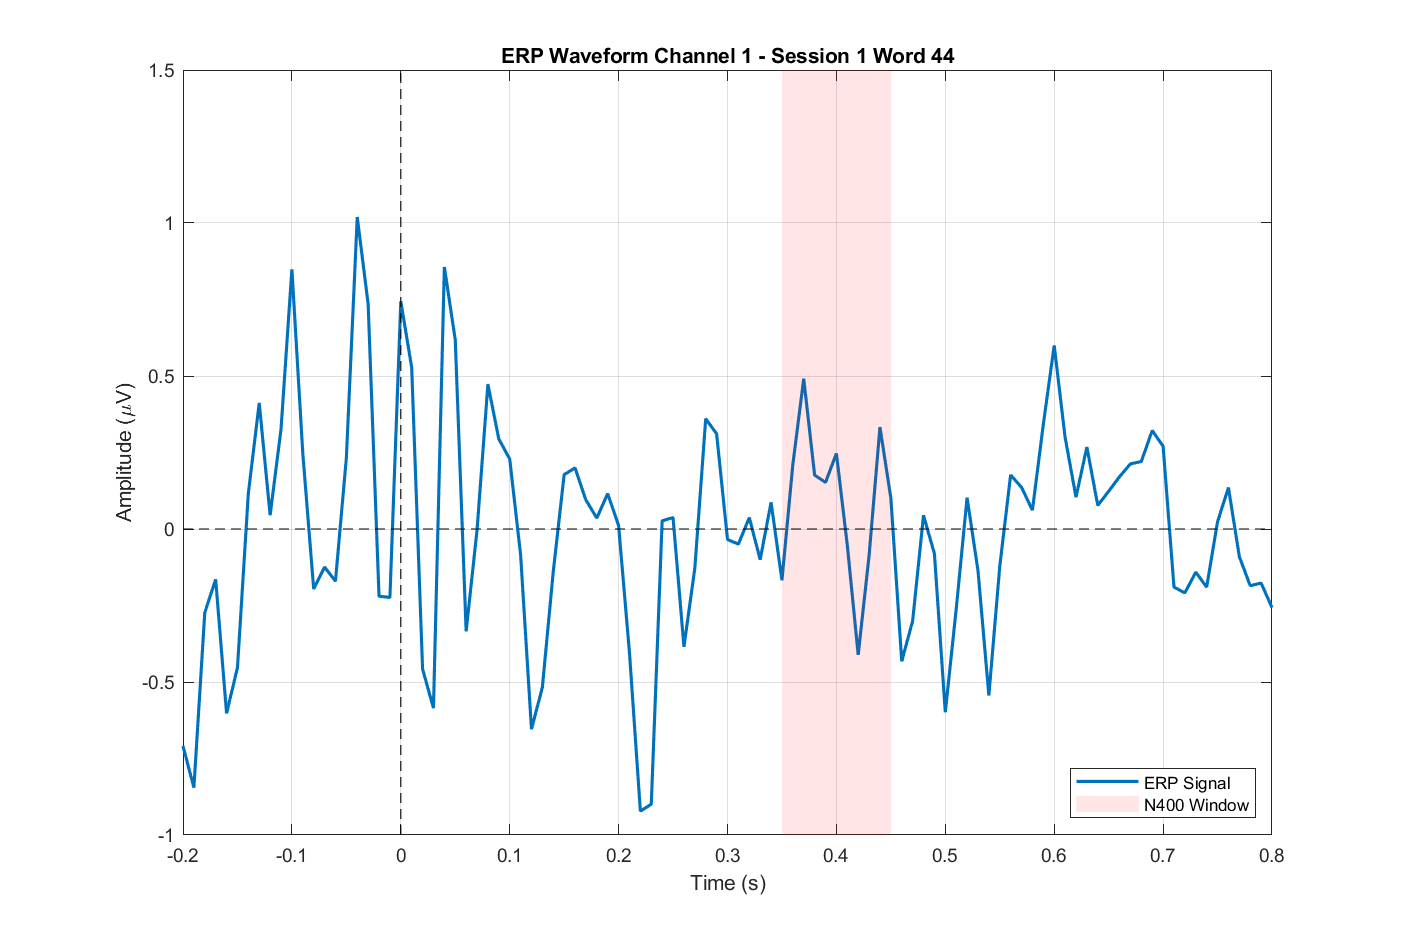 ERP Waveform Channel 1 - Session 1 Word 44
1.5
1
0.5
0
-0.5
-1
Amplitude (μV)
-0.2 -0.1 0 0.1 0.2 0.3 0.4 0.5 0.6 0.7 0.8
Time (s)
ERP Signal
N400 Window